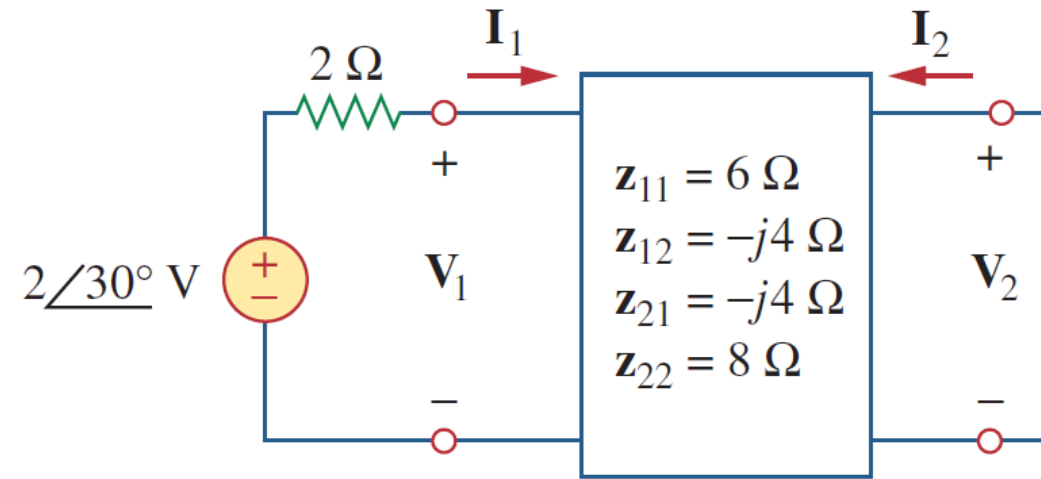 I₁
I₂
2 Ω
+
+
z₁₁ = 6 Ω
z₁₂ = –j4 Ω
2∠30° V
+
–
V₁
V₂
z₂₁ = –j4 Ω
z₂₂ = 8 Ω
–
–